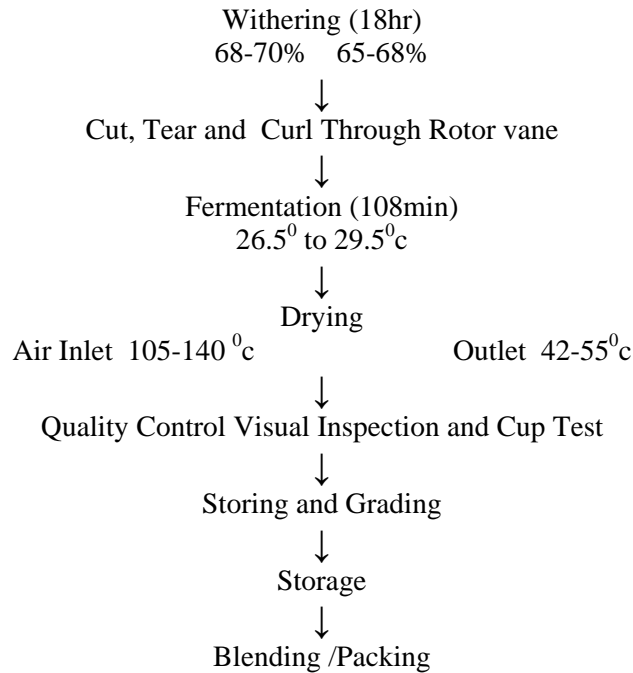 Withering (18hr)
68-70% 65-68%
↓
Cut, Tear and Curl Through Rotor vane
↓
Fermentation (108min)
26.5⁰ to 29.5⁰c
↓
Drying
Air Inlet 105-140 ⁰c Outlet 42-55⁰c
↓
Quality Control Visual Inspection and Cup Test
↓
Storing and Grading
↓
Storage
↓
Blending /Packing